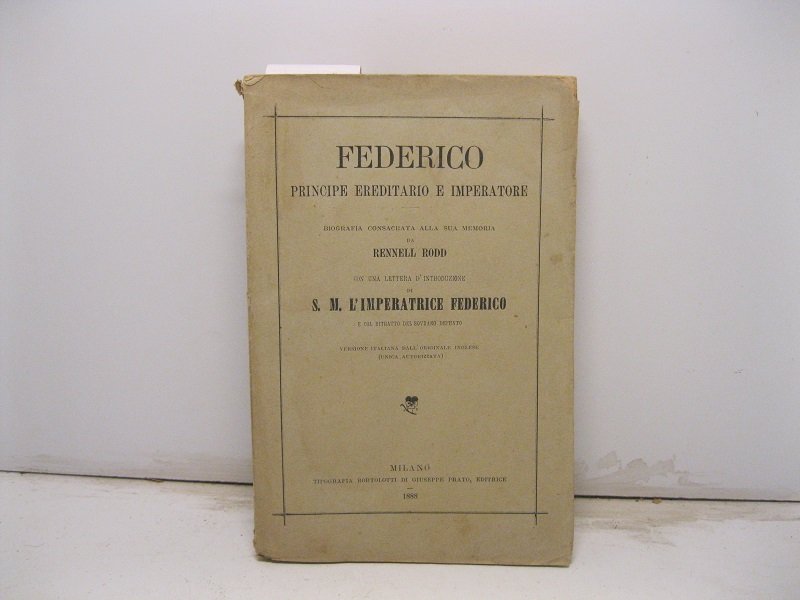 FEDERICO
PRINCIPE EREDITARIO E IMPERATORE
BIOGRAFIA CONSACRATA ALLA SUA MEMORIA
DA
RENNELL RODD
CON UNA LETTERA D'INTRODUZIONE
DI
S. M. L'IMPERATRICE FEDERICO
E COL RITRATTO DEL SOVRANO DEFUNTO
VERSIONE ITALIANA DALL'ORIGINALE INGLESE
(UNICA AUTORIZZATA)
MILANO
TIPOGRAFIA BORTOLOTTI DI GIUSEPPE PRATO, EDITRICE
1888